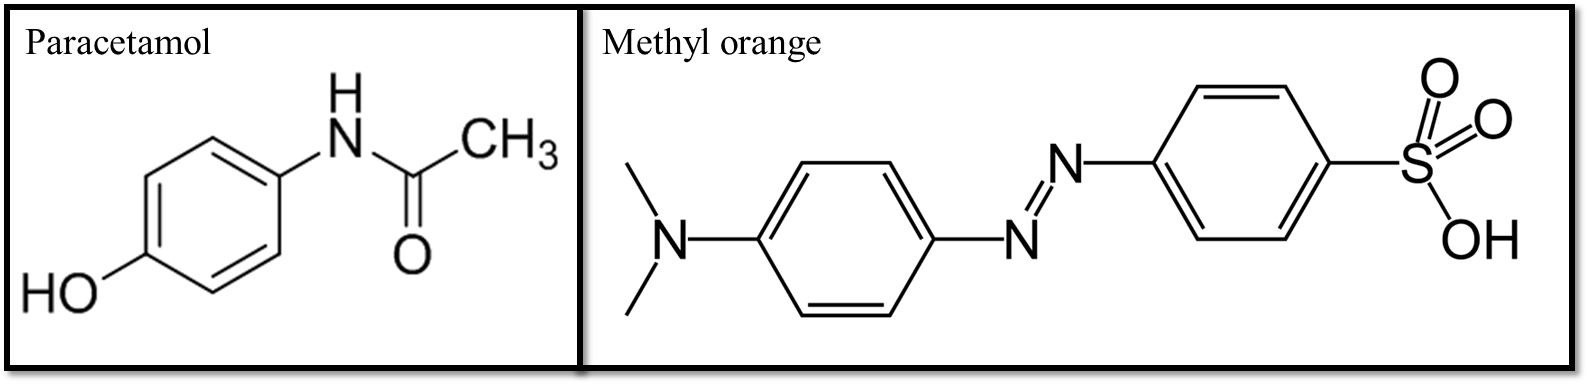 Paracetamol
H
N
CH3
O
HO
Methyl orange
O
O
S
OH
N
N
N